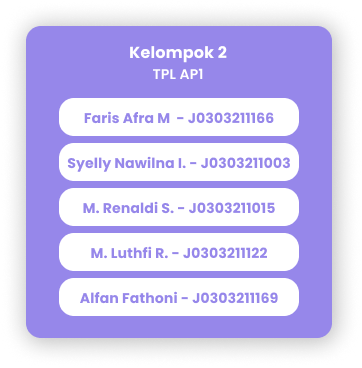 Kelompok 2
TPL AP1
Faris Afra M - J0303211166
Syelly Nawilna I. - J0303211003
M. Renaldi S. - J0303211015
M. Luthfi R. - J0303211122
Alfan Fathoni - J0303211169